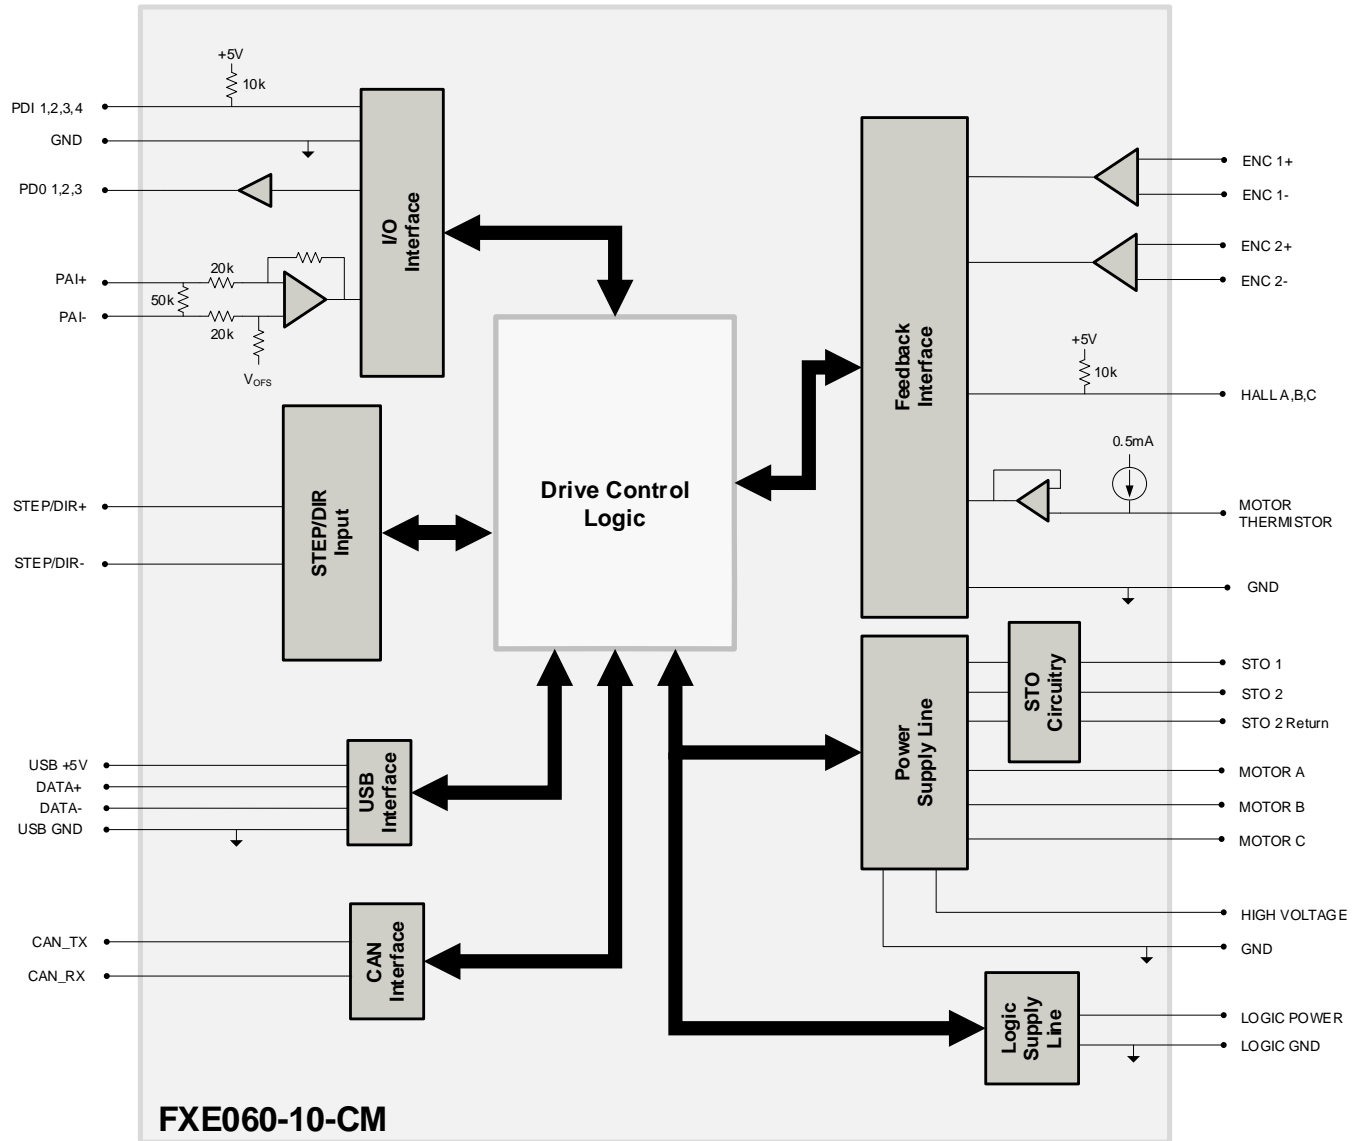 +5V
10k
PDI 1,2,3,4
GND
PD0 1,2,3
PAI+
20k
50k
PAI-
20k
VOFS
I/O
Interface
STEP/DIR+
STEP/DIR-
STEP/DIR
Input
Drive Control
Logic
USB +5V
DATA+
DATA-
USB GND
USB
Interface
CAN_TX
CAN_RX
CAN
Interface
Feedback
Interface
ENC 1+
ENC 1-
ENC 2+
ENC 2-
+5V
10k
HALL A,B,C
0.5mA
MOTOR
THERMISTOR
GND
Power
Supply Line
STO
Circuitry
STO 1
STO 2
STO 2 Return
MOTOR A
MOTOR B
MOTOR C
HIGH VOLTAGE
GND
Logic
Supply
Line
LOGIC POWER
LOGIC GND
FXE060-10-CM